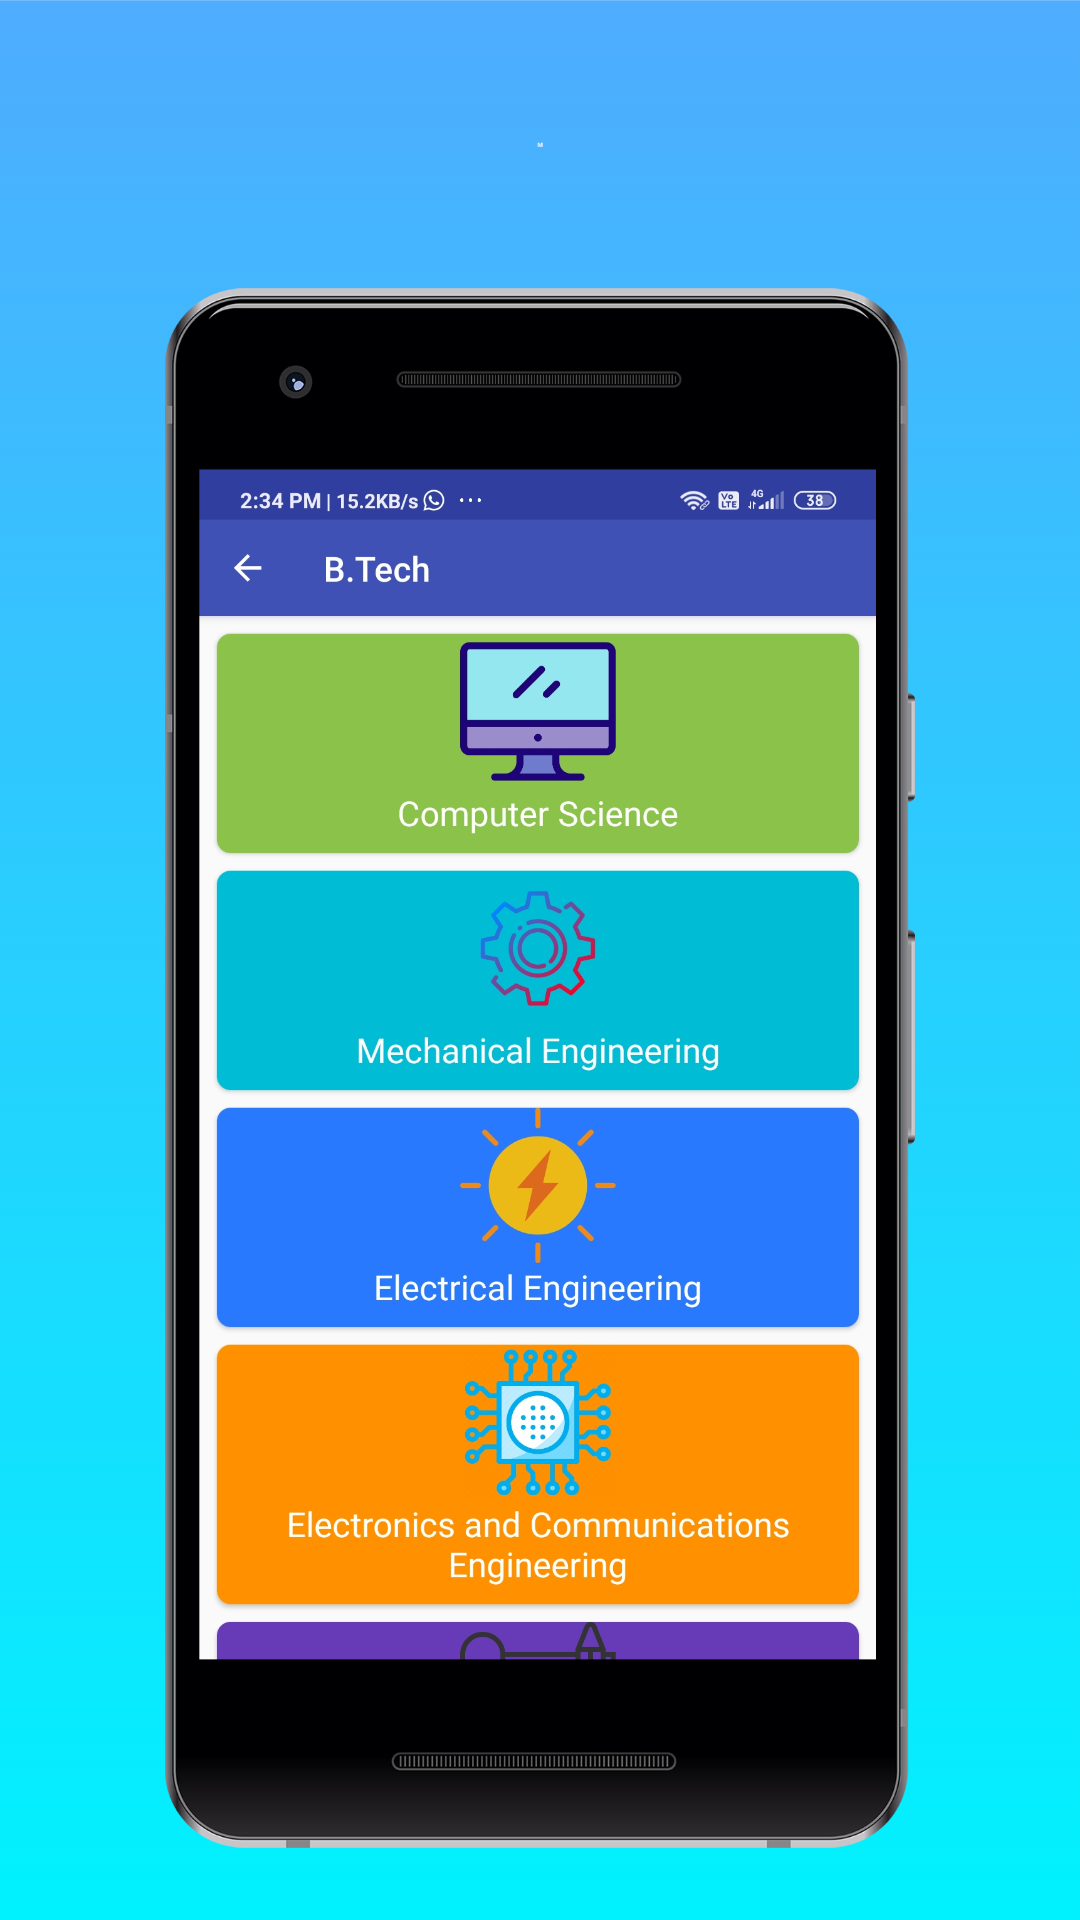 2:34 PM | 15.2KB/s ...
Vo
LTE
4G
38
B.Tech
Computer Science
Mechanical Engineering
Electrical Engineering
Electronics and Communications
Engineering